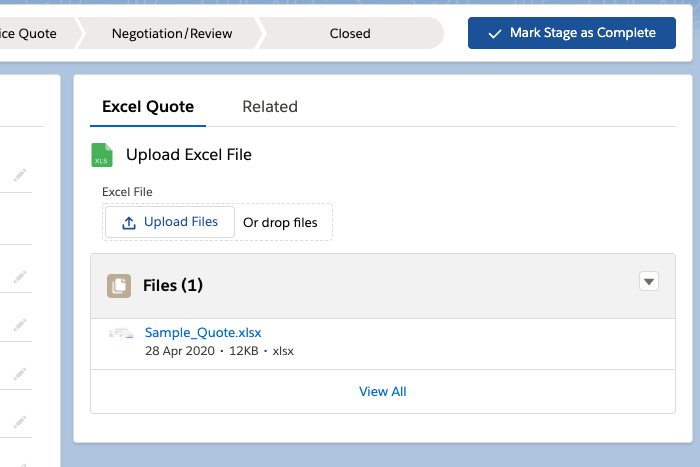 ice Quote
Negotiation/Review
Closed
Mark Stage as Complete
Excel Quote
Related
XLS
Upload Excel File
Excel File
Upload Files
Or drop files
Files (1)
Sample_Quote.xlsx
28 Apr 2020 • 12KB • xlsx
View All